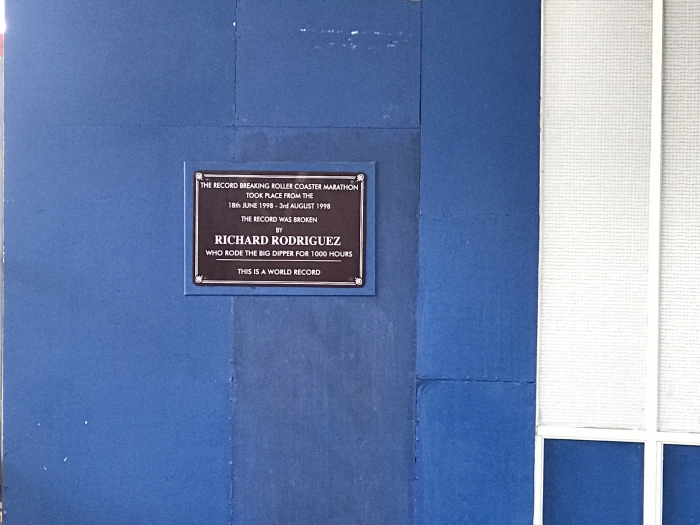 THE RECORD BREAKING ROLLER COASTER MARATHON
TOOK PLACE FROM THE
18th JUNE 1998 - 3rd AUGUST 1998
THE RECORD WAS BROKEN
BY
RICHARD RODRIGUEZ
WHO RODE THE BIG DIPPER FOR 1000 HOURS
THIS IS A WORLD RECORD